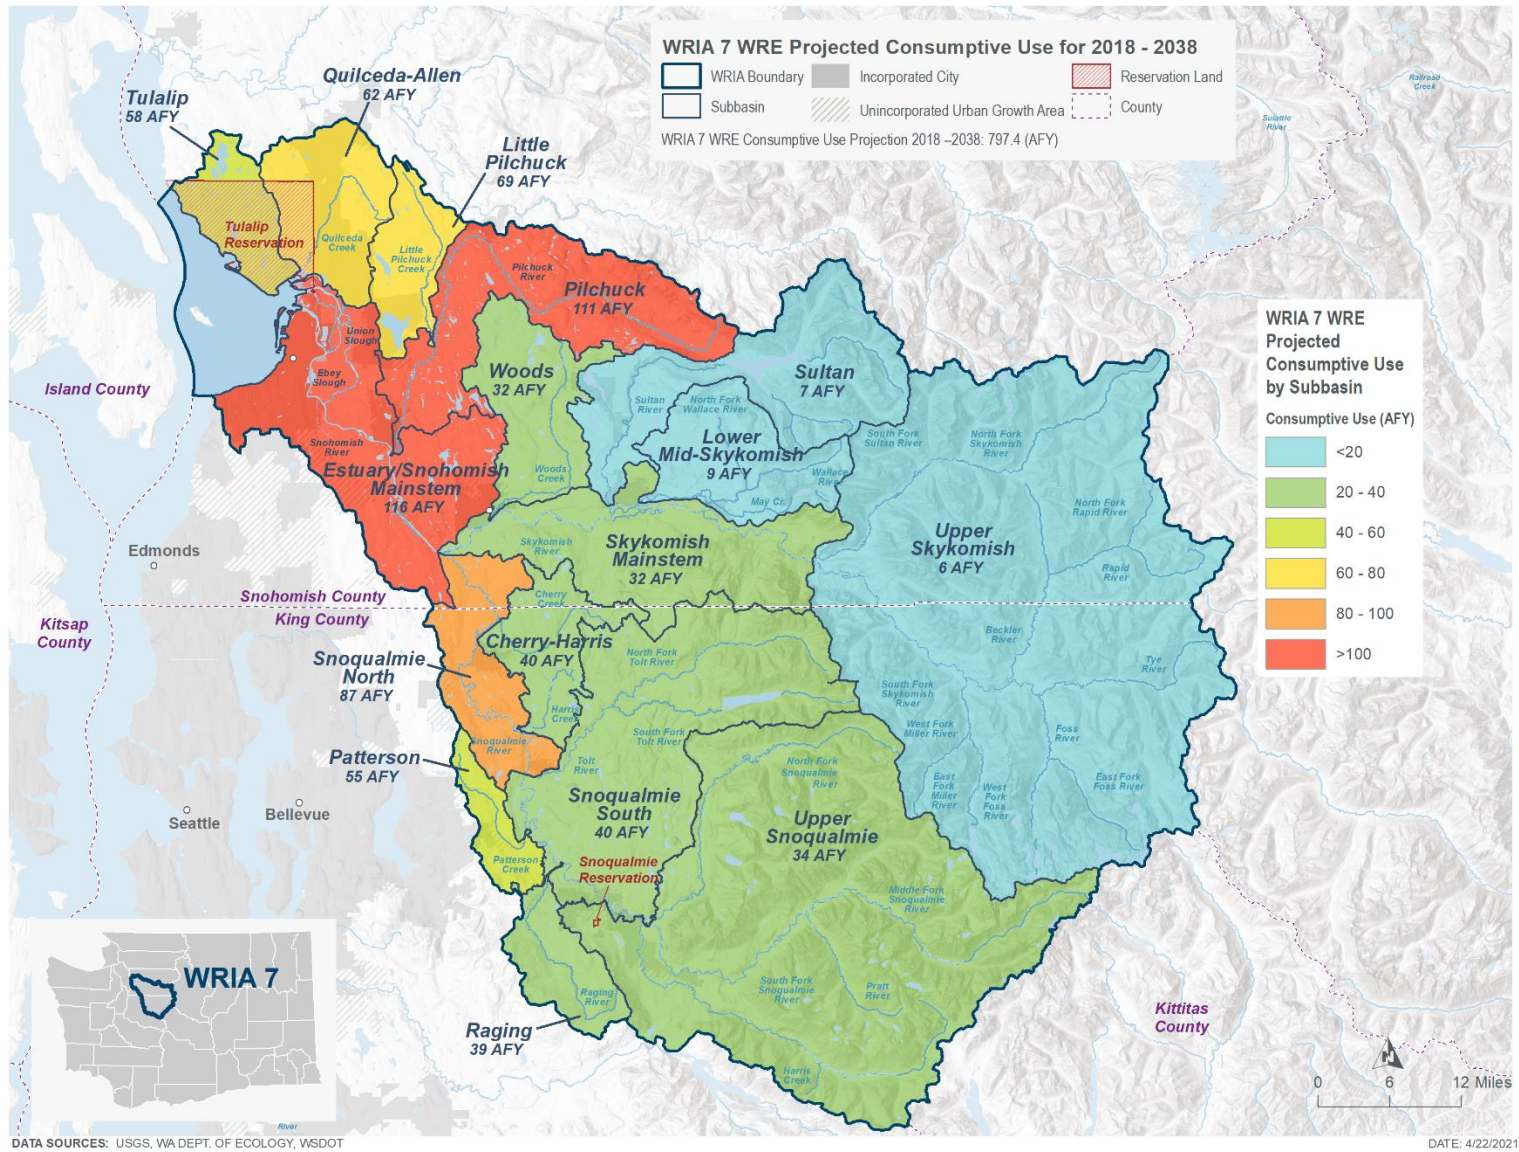 WRIA 7 WRE Projected Consumptive Use for 2018 - 2038
WRIA Boundary
Incorporated City
Reservation Land
Subbasin
Unincorporated Urban Growth Area
County
WRIA 7 WRE Consumptive Use Projection 2018 –2038: 797.4 (AFY)
Railroad
Creek
Suiattle
River
Quilceda-Allen
62 AFY
Tulalip
58 AFY
Little
Pilchuck
69 AFY
Tulalip
Reservation
Quilceda
Creek
Little
Pilchuck
Creek
Pilchuck
River
Pilchuck
111 AFY
Union
Slough
Ebey
Slough
Woods
32 AFY
Sultan
7 AFY
Sultan
River
North Fork
Wallace River
Lower
Mid-Skykomish
9 AFY
South Fork
Sultan River
North Fork
Skykomish
River
Island County
Snohomish
River
Estuary/Snohomish
Mainstem
116 AFY
Woods
Creek
Wallace
River
May Cr.
North Fork
Rapid River
Upper
Skykomish
6 AFY
Rapid
River
Skykomish
River
Skykomish
Mainstem
32 AFY
Edmonds
Snohomish County
King County
Kitsap
County
Cherry
Creek
Cherry-Harris
40 AFY
Beckler
River
Tye
River
Snoqualmie
North
87 AFY
North Fork
Tolt River
Harris
Creek
South Fork
Skykomish
River
West Fork
Miller River
Foss
River
South Fork
Tolt River
Snoqualmie
River
Patterson
55 AFY
Tolt
River
North Fork
Snoqualmie
River
East
Fork
Miller
River
West
Fork
Foss
River
East Fork
Foss River
Snoqualmie
South
40 AFY
Upper
Snoqualmie
34 AFY
Seattle
Bellevue
Patterson
Creek
Snoqualmie
Reservation
Middle Fork
Snoqualmie
River
South Fork
Snoqualmie
River
Pratt
River
Raging
River
Raging
39 AFY
Harris
Creek
Kittitas
County
WRIA 7 WRE
Projected
Consumptive Use
by Subbasin
Consumptive Use (AFY)
<20
20 - 40
40 - 60
60 - 80
80 - 100
>100
WRIA 7
River
N
0 6 12 Miles
DATA SOURCES: USGS, WA DEPT. OF ECOLOGY, WSDOT
DATE: 4/22/2021